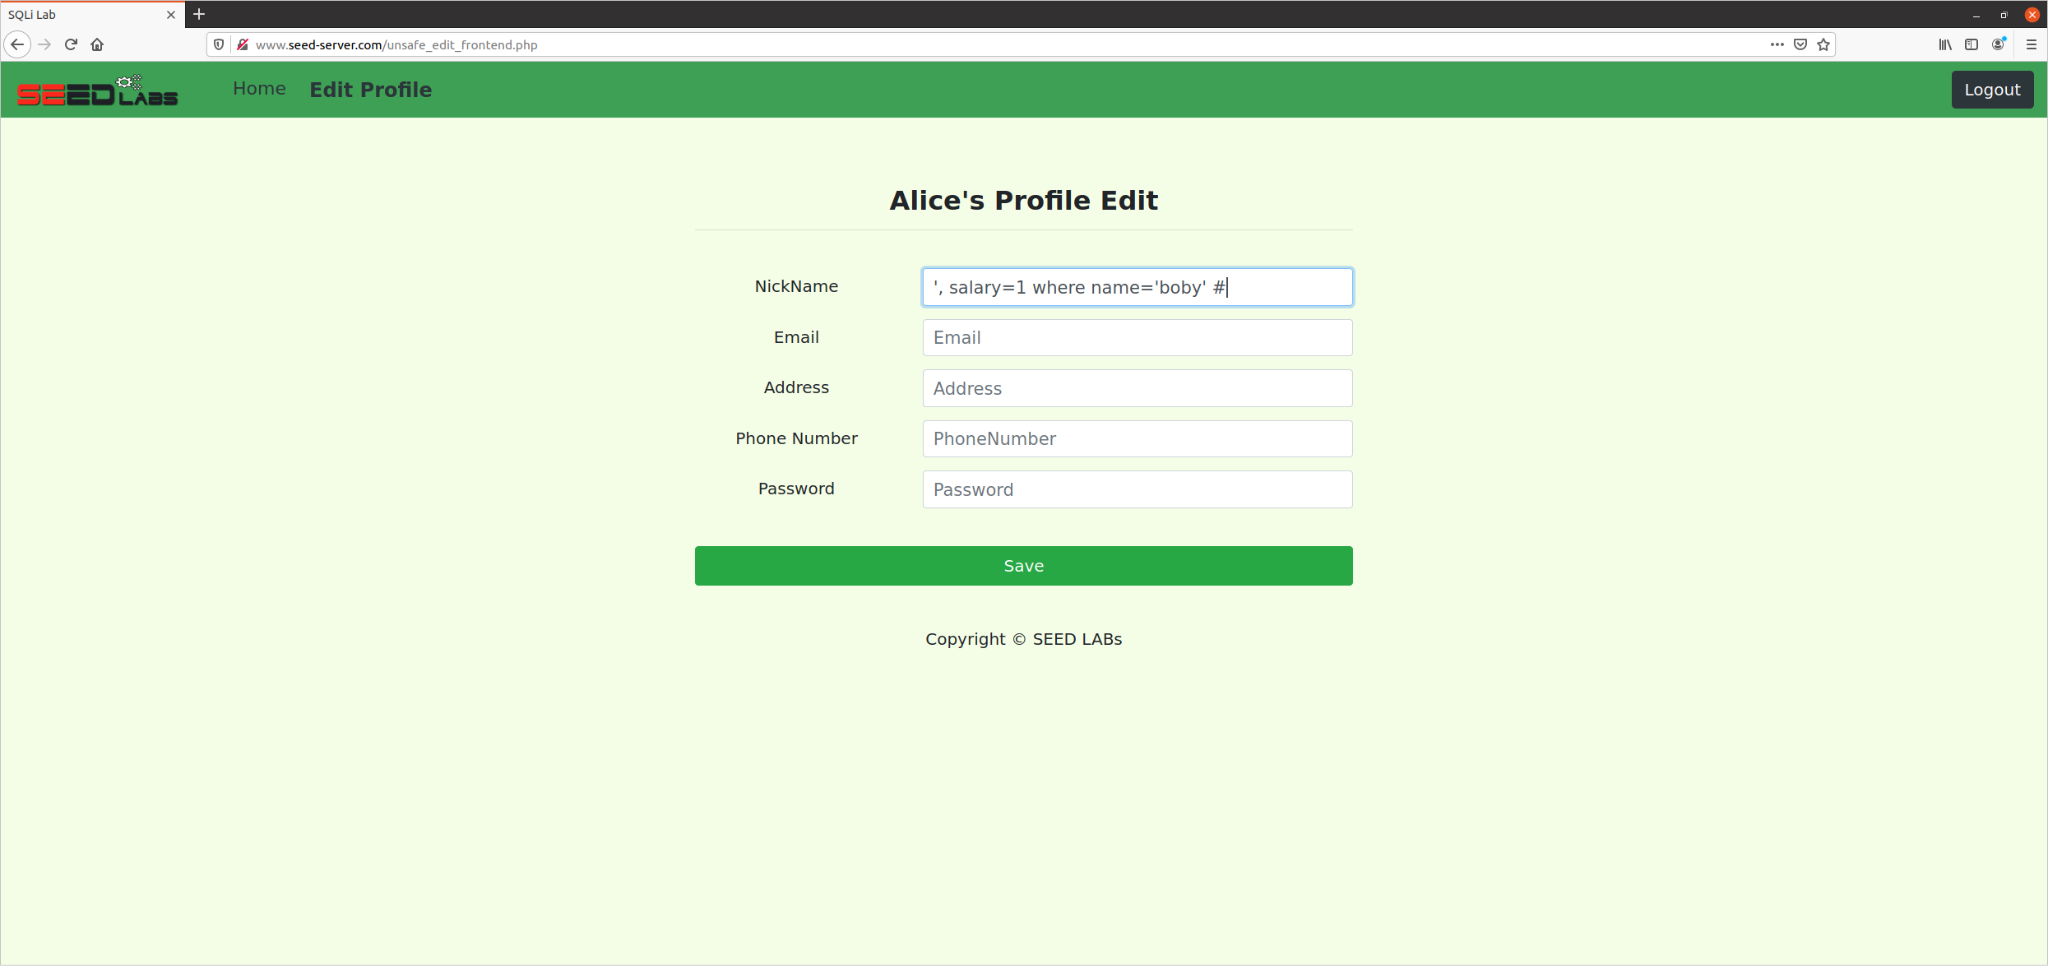 SQLi Lab
www.seed-server.com/unsafe_edit_frontend.php
SEED LABS Home Edit Profile Logout
Alice's Profile Edit
NickName ', salary=1 where name='boby' #
Email Email
Address Address
Phone Number PhoneNumber
Password Password
Save
Copyright © SEED LABs